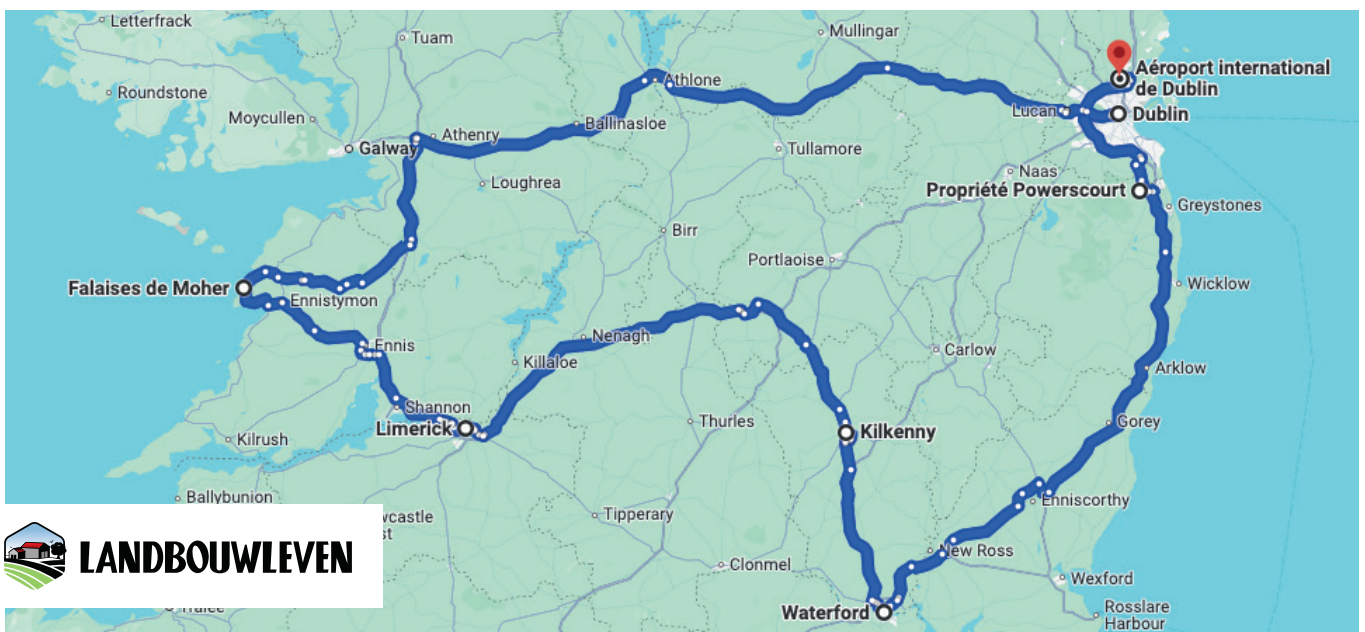 Letterfrack
Tuam
Mullingar
Aéroport international
de Dublin
Athlone
Roundstone
Moycullen
Lucan
Dublin
Ballinasloe
Athenry
Galway
Tullamore
Naas
Loughrea
Propriété Powerscourt
Greystones
Birr
Portlaoise
Falaises de Moher
Wicklow
Ennistymon
Nenagh
Ennis
Carlow
Killaloe
Arklow
Shannon
Thurles
Gorey
Limerick
Kilkenny
Kilrush
Ballybunion
Enniscorthy
Tipperary
New Ross
LANDBOUWLEVEN
Clonmel
Wexford
Waterford
Rosslare
Harbour